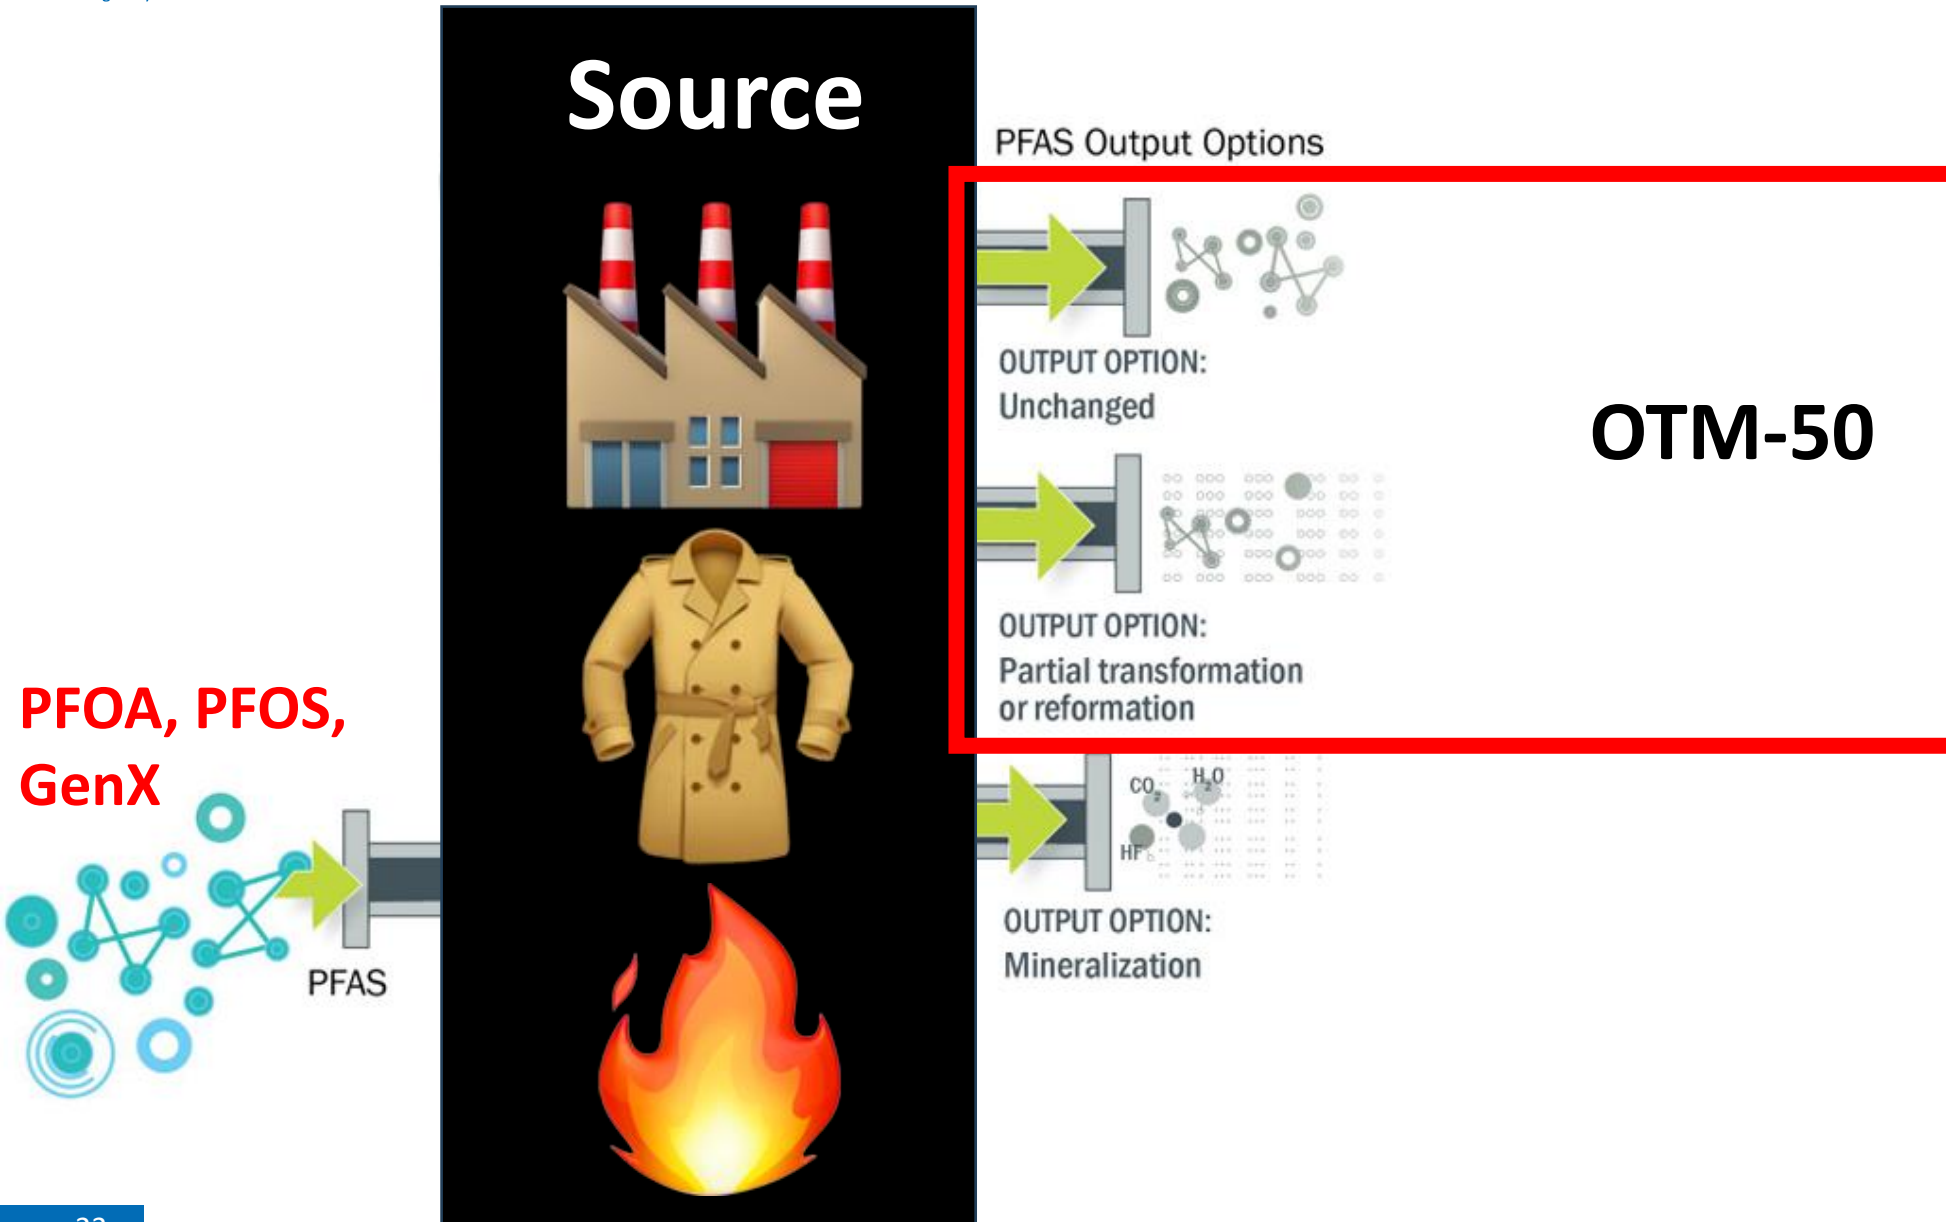 Source
PFAS Output Options
OUTPUT OPTION:
Unchanged
OTM-50
OUTPUT OPTION:
Partial transformation
or reformation
PFOA, PFOS,
GenX
PFAS
CO2
H2O
HF
OUTPUT OPTION:
Mineralization